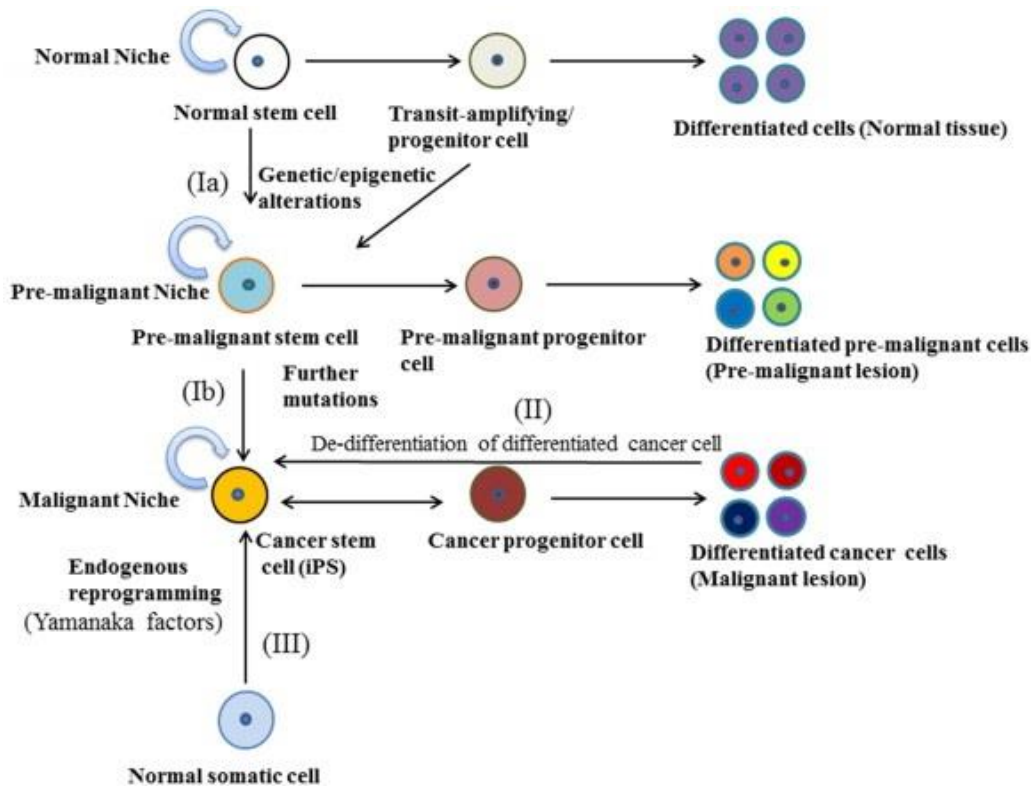 Normal Niche
Normal stem cell
Transit-amplifying/
progenitor cell
Differentiated cells (Normal tissue)
(Ia)
Genetic/epigenetic
alterations
Pre-malignant Niche
Pre-malignant stem cell
Pre-malignant progenitor
cell
Differentiated pre-malignant cells
(Pre-malignant lesion)
(Ib)
Further
mutations
(II)
De-differentiation of differentiated cancer cell
Malignant Niche
Cancer stem
cell (iPS)
Cancer progenitor cell
Differentiated cancer cells
(Malignant lesion)
Endogenous
reprogramming
(Yamanaka factors)
(III)
Normal somatic cell